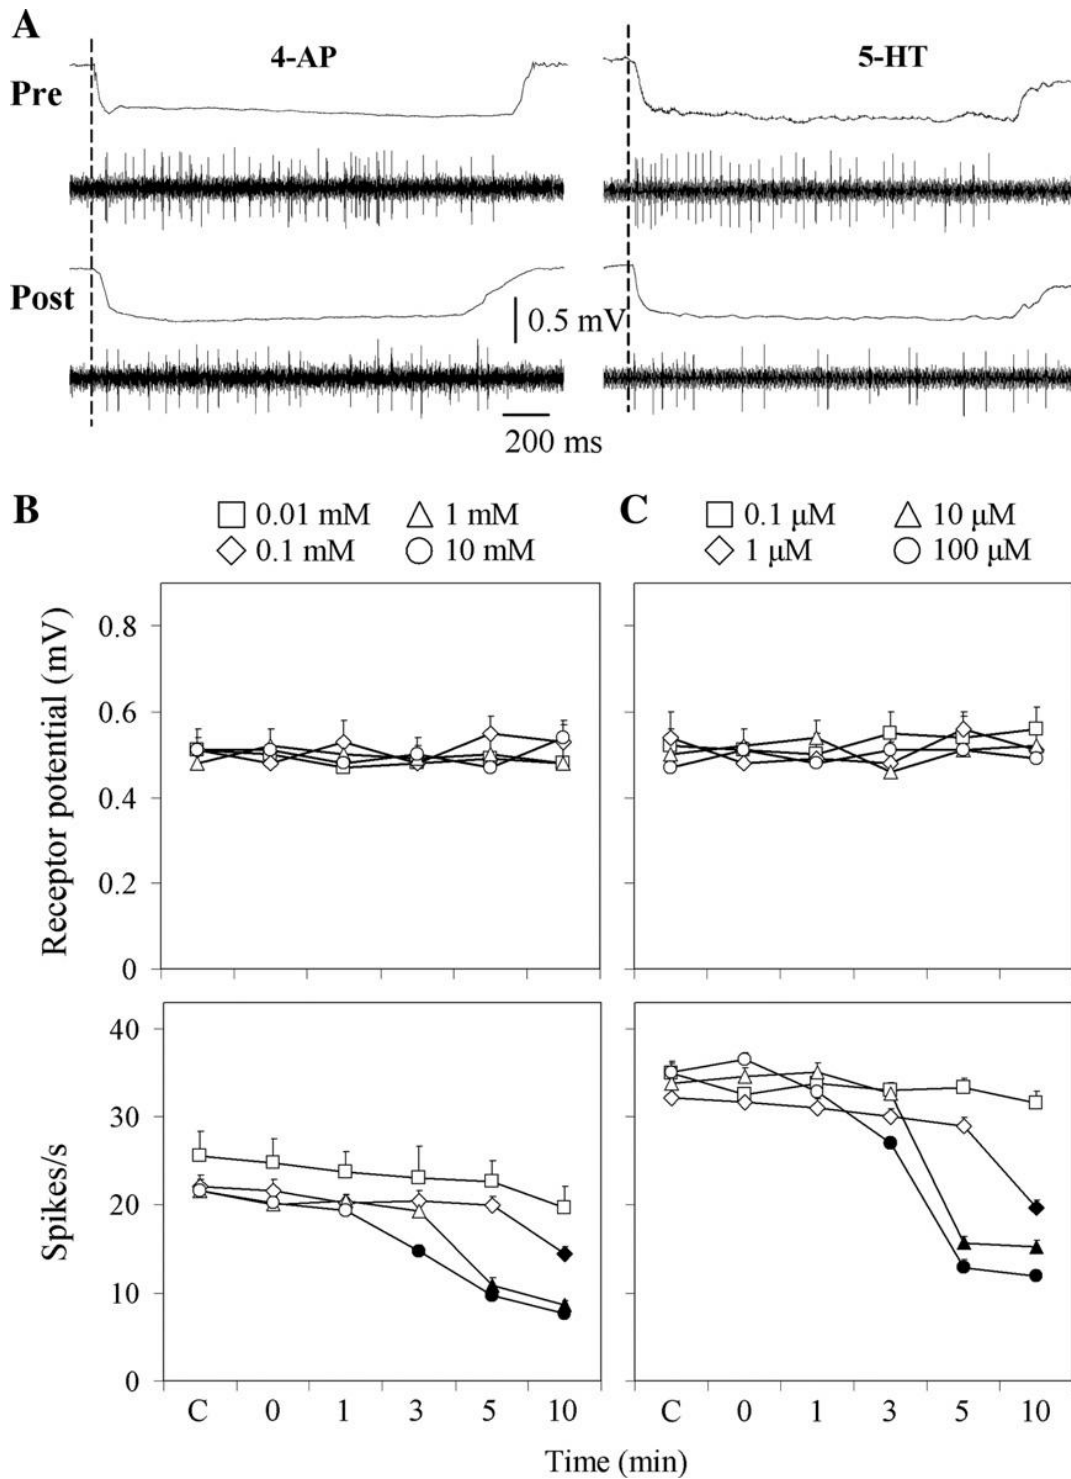 A
4-AP
5-HT
Pre
Post
0.5 mV
200 ms
B
0.01 mM
1 mM
0.1 mM
10 mM
C
0.1 μM
10 μM
1 μM
100 μM
Receptor potential (mV)
0.8
0.6
0.4
0.2
0
Spikes/s
40
30
20
10
0
C 0 1 3 5 10
C 0 1 3 5 10
Time (min)